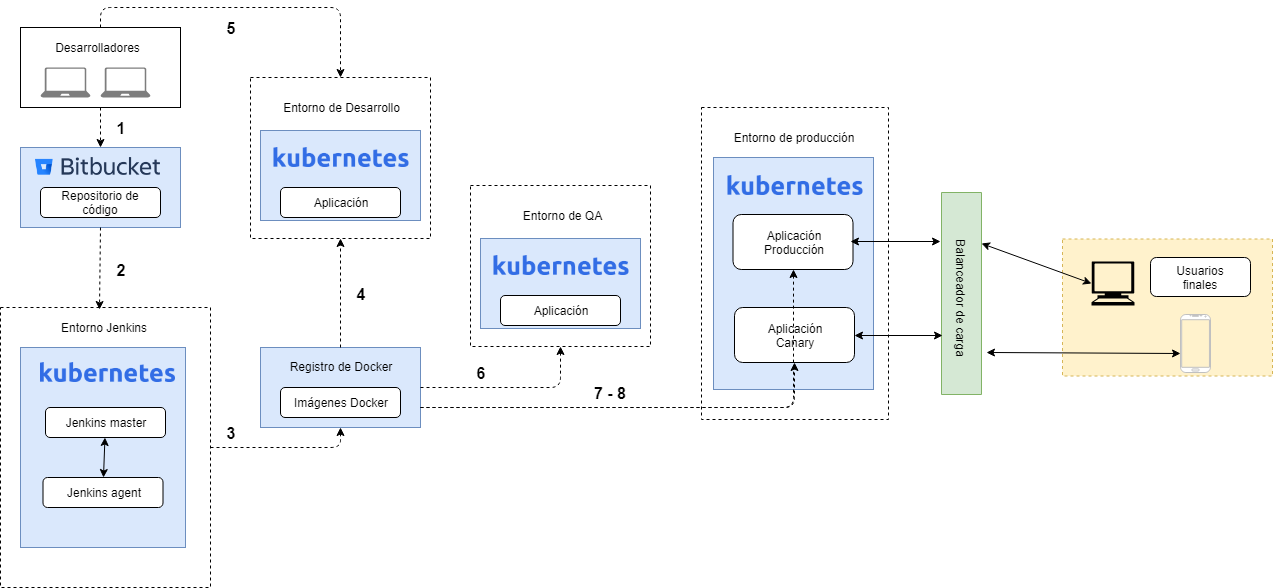 5
Desarrolladores
1
Bitbucket
Repositorio de
código
2
Entorno Jenkins
kubernetes
Jenkins master
Jenkins agent
3
Entorno de Desarrollo
kubernetes
Aplicación
4
Registro de Docker
Imágenes Docker
6
7 - 8
Entorno de QA
kubernetes
Aplicación
Entorno de producción
kubernetes
Aplicación
Producción
Aplicación
Canary
Balanceador de carga
Usuarios
finales